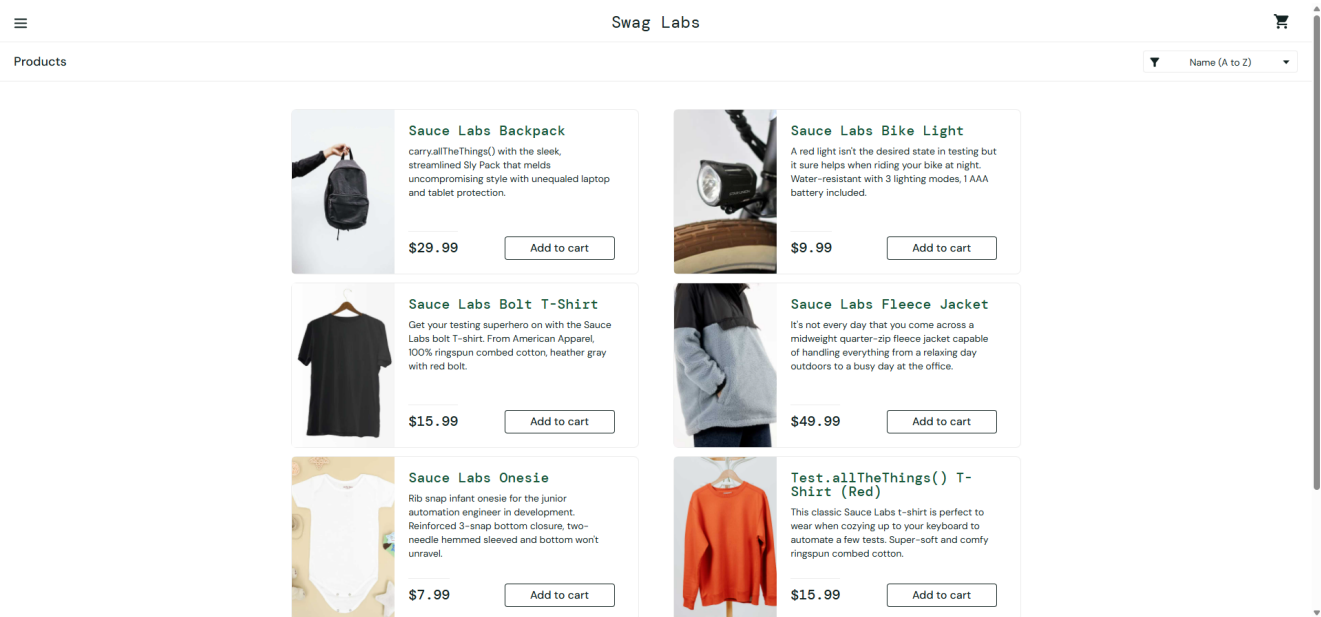 Swag Labs
Products
Name (A to Z)
Sauce Labs Backpack
carry.allTheThings() with the sleek,
streamlined Sly Pack that melds
uncompromising style with unequaled laptop
and tablet protection.
$29.99
Add to cart
Sauce Labs Bike Light
A red light isn't the desired state in testing but
it sure helps when riding your bike at night.
Water-resistant with 3 lighting modes, 1 AAA
battery included.
$9.99
Add to cart
Sauce Labs Bolt T-Shirt
Get your testing superhero on with the Sauce
Labs bolt T-shirt. From American Apparel,
100% ringspun combed cotton, heather gray
with red bolt.
$15.99
Add to cart
Sauce Labs Fleece Jacket
It's not every day that you come across a
midweight quarter-zip fleece jacket capable
of handling everything from a relaxing day
outdoors to a busy day at the office.
$49.99
Add to cart
Sauce Labs Onesie
Rib snap infant onesie for the junior
automation engineer in development.
Reinforced 3-snap bottom closure, two-
needle hemmed sleeved and bottom won't
unravel.
$7.99
Add to cart
Test.allTheThings() T-
Shirt (Red)
This classic Sauce Labs t-shirt is perfect to
wear when cozying up to your keyboard to
automate a few tests. Super-soft and comfy
ringspun combed cotton.
$15.99
Add to cart